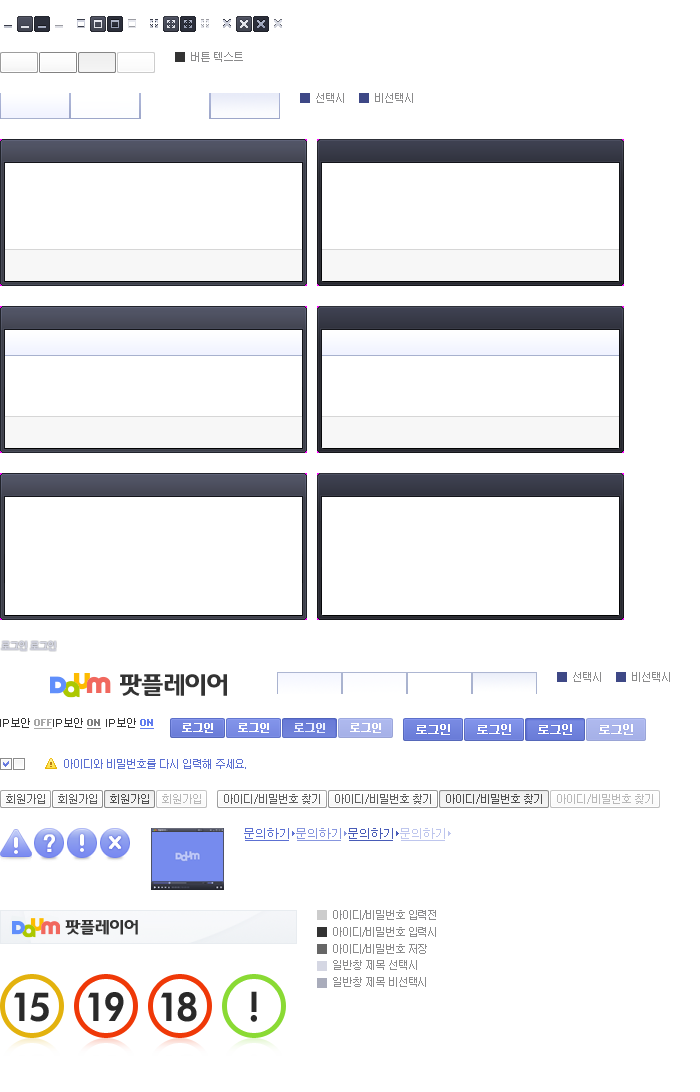 버튼 텍스트
선택시 비선택시
로그인 로그인
Daum 팟플레이어
선택시 비선택시
IP보안 OFF IP보안 ON IP보안 ON
로그인 로그인 로그인 로그인 로그인 로그인 로그인 로그인
아이디와 비밀번호를 다시 입력해 주세요.
회원가입 회원가입 회원가입 회원가입 아이디/비밀번호 찾기 아이디/비밀번호 찾기 아이디/비밀번호 찾기 아이디/비밀번호 찾기
! ? !
Daum
문의하기 문의하기 문의하기 문의하기
Daum 팟플레이어
아이디/비밀번호 입력전
아이디/비밀번호 입력시
아이디/비밀번호 저장
일반창 제목 선택시
일반창 제목 비선택시
15 19 18 !